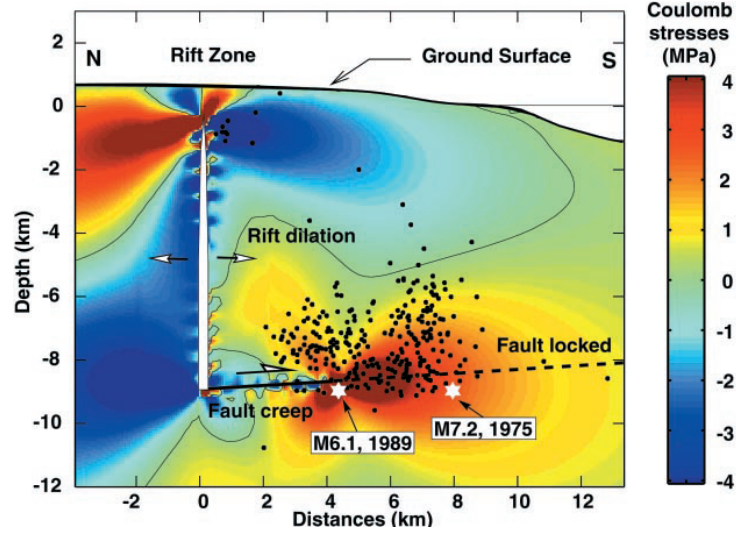 Coulomb
stresses
(MPa)
N
Rift Zone
Ground Surface
S
2
0
-2
-4
-6
-8
-10
-12
Depth (km)
Rift dilation
Fault locked
Fault creep
M6.1, 1989
M7.2, 1975
-2
0
2
4
6
8
10
12
Distances (km)
4
3
2
1
0
-1
-2
-3
-4